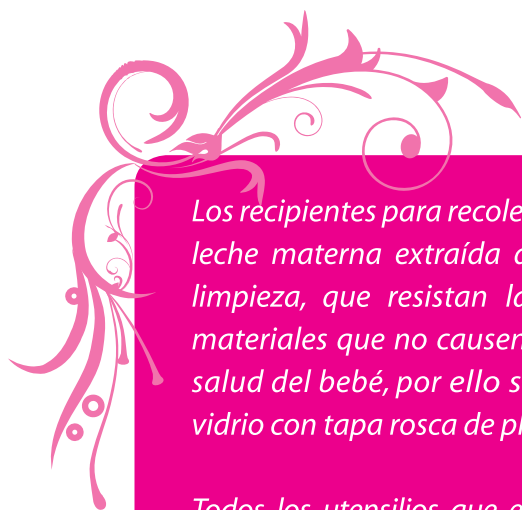 Los recipientes para recole
leche materna extraída
limpieza, que resistan la
materiales que no causen
salud del bebé, por ello s
vidrio con tapa rosca de pl
Todos los utensilios que